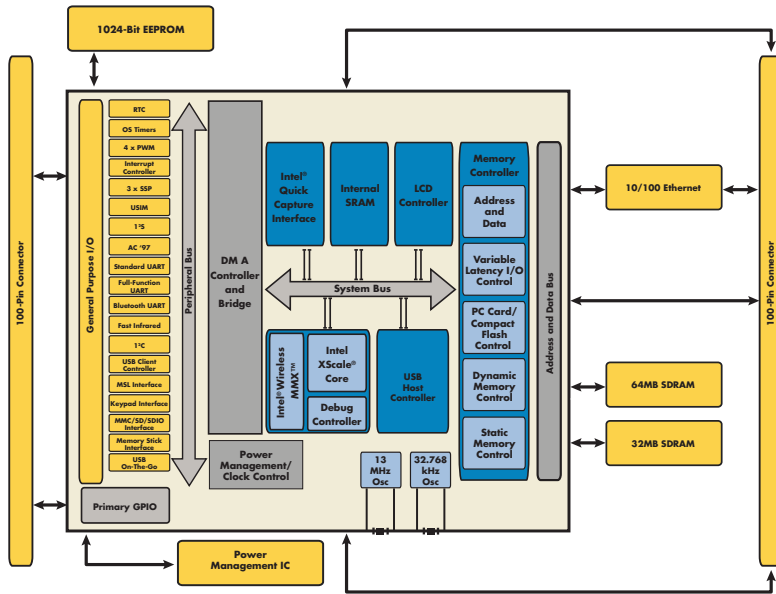 1024-Bit EEPROM
100-Pin Connector
General Purpose I/O
RTC
OS Timers
4 x PWM
Interrupt
Controller
3 x SSP
USIM
1²S
AC '97
Standard UART
Full-Function
UART
Bluetooth UART
Fast Infrared
1²C
USB Client
Controller
MSL Interface
Keypad Interface
MMC/SD/SDIO
Interface
Memory Stick
Interface
USB
On-The-Go
Primary GPIO
Peripheral Bus
DM A
Controller
and
Bridge
Power
Management/
Clock Control
Intel®
Quick
Capture
Interface
Internal
SRAM
LCD
Controller
System Bus
Intel® Wireless
MMX™
Intel
XScale®
Core
Debug
Controller
USB
Host
Controller
13
MHz
Osc
32.768
kHz
Osc
Memory
Controller
Address
and
Data
Variable
Latency I/O
Control
PC Card/
Compact
Flash
Control
Dynamic
Memory
Control
Static
Memory
Control
Address and Data Bus
10/100 Ethernet
64MB SDRAM
32MB SDRAM
100-Pin Connector
Power
Management IC